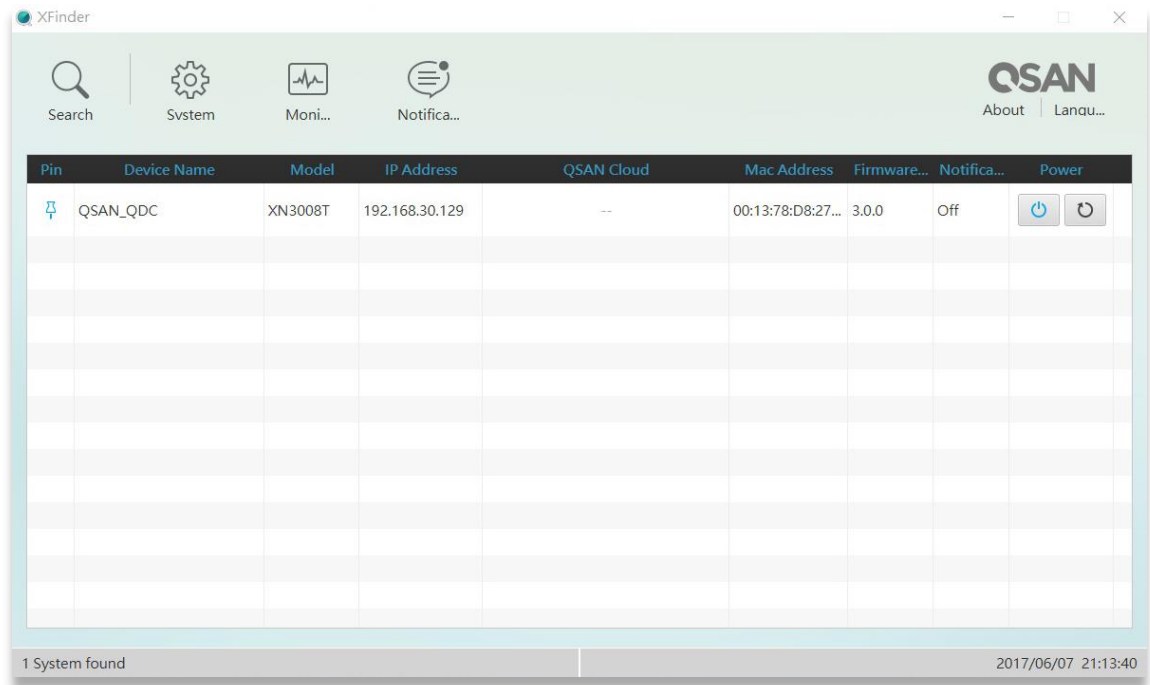 XFinder
Search System Moni... Notifica...
QSAN
About Langu...
Pin Device Name Model IP Address QSAN Cloud Mac Address Firmware... Notifica... Power
QSAN_QDC XN3008T 192.168.30.129 -- 00:13:78:D8:27... 3.0.0 Off
1 System found 2017/06/07 21:13:40